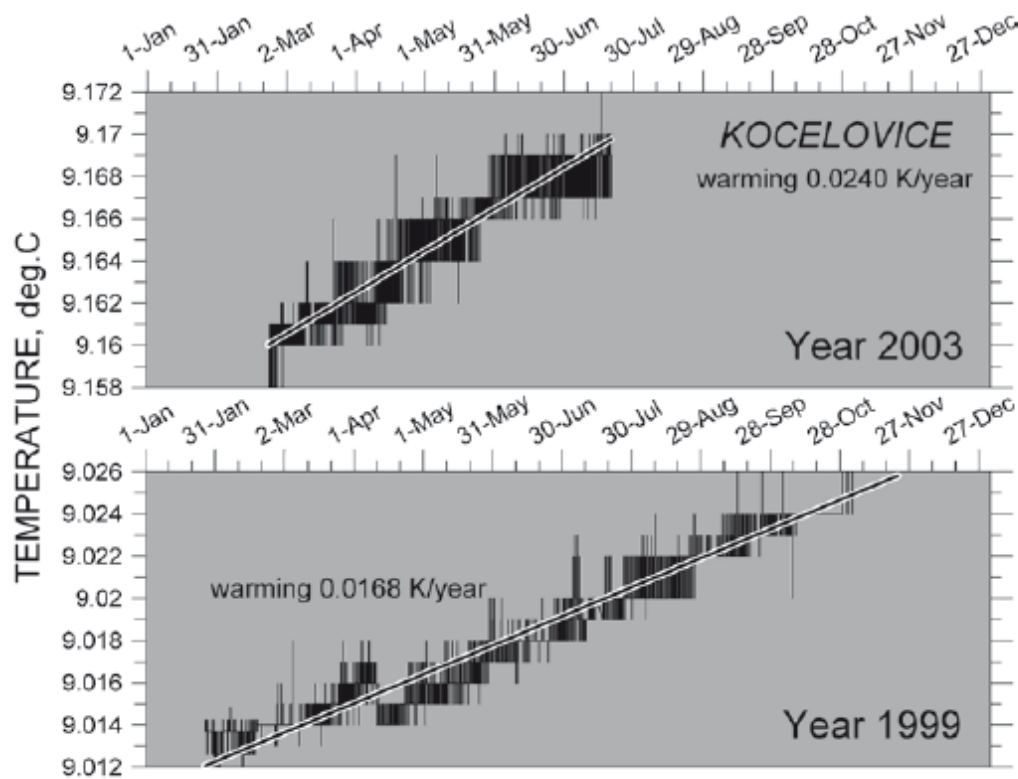 1-Jan 31-Jan 2-Mar 1-Apr 1-May 31-May 30-Jun 30-Jul 29-Aug 28-Sep 28-Oct 27-Nov 27-Dec
9.172
9.17
KOCELOVICE
9.168
warming 0.0240 K/year
9.166
9.164
9.162
9.16
Year 2003
9.158
TEMPERATURE, deg.C
1-Jan 31-Jan 2-Mar 1-Apr 1-May 31-May 30-Jun 30-Jul 29-Aug 28-Sep 28-Oct 27-Nov 27-Dec
9.026
9.024
9.022
9.02
warming 0.0168 K/year
9.018
9.016
9.014
Year 1999
9.012